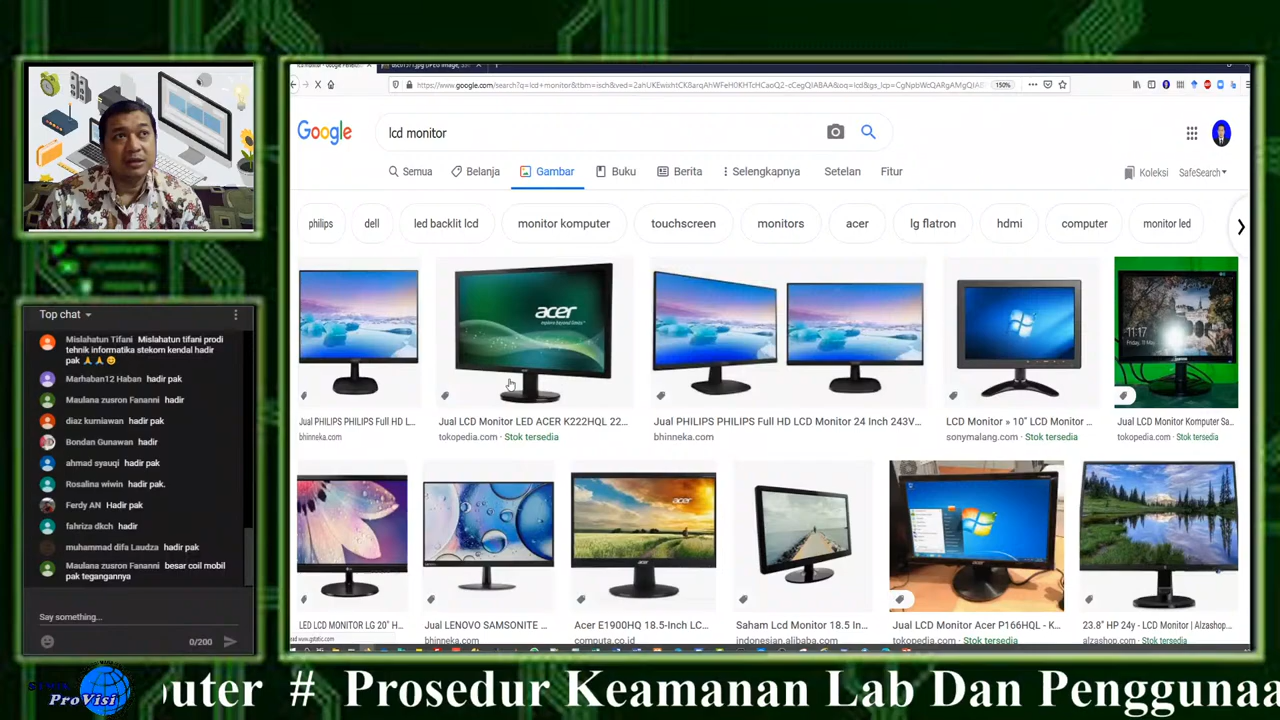 Google
lcd monitor
150%
Semua
Belanja
Gambar
Buku
Berita
Selengkapnya
Setelan
Fitur
Koleksi
SafeSearch
philips
dell
led backlit lcd
monitor komputer
touchscreen
monitors
acer
lg flatron
hdmi
computer
monitor led
acer
11:17
Jual PHILIPS PHILIPS Full HD L...
bhinneka.com
Jual LCD Monitor LED ACER K222HQL 22...
tokopedia.com · Stok tersedia
Jual PHILIPS PHILIPS Full HD LCD Monitor 24 Inch 243V...
bhinneka.com
LCD Monitor » 10" LCD Monitor ...
sonymalang.com · Stok tersedia
Jual LCD Monitor Komputer Sa...
tokopedia.com · Stok tersedia
acer
LED LCD MONITOR LG 20" H...
Jual LENOVO SAMSONITE ...
bhinneka.com
Acer E1900HQ 18.5-Inch LC...
computa.co.id
Saham Lcd Monitor 18.5 In...
indonesian.alibaba.com
Jual LCD Monitor Acer P166HQL - K...
tokopedia.com · Stok tersedia
23.8" HP 24y - LCD Monitor | Alzashop...
alzashop.com · Stok tersedia
Top chat
Mislahatun Tifani Mislahatun tifani prodi
tehnik informatika stekom kendal hadir
pak 🙏 🙏 😊
Marhaban12 Haban hadir pak
Maulana zusron Fananni hadir
diaz kurniawan hadir pak
Bondan Gunawan hadir
ahmad syauqi hadir pak
Rosalina wiwin hadir pak.
Ferdy AN Hadir pak
fahriza dkch hadir
muhammad difa Laudza hadir pak
Maulana zusron Fananni besar coil mobil
pak tegangannya
Say something...
0/200
ProVisi
puter # Prosedur Keamanan Lab Dan Penggunaa